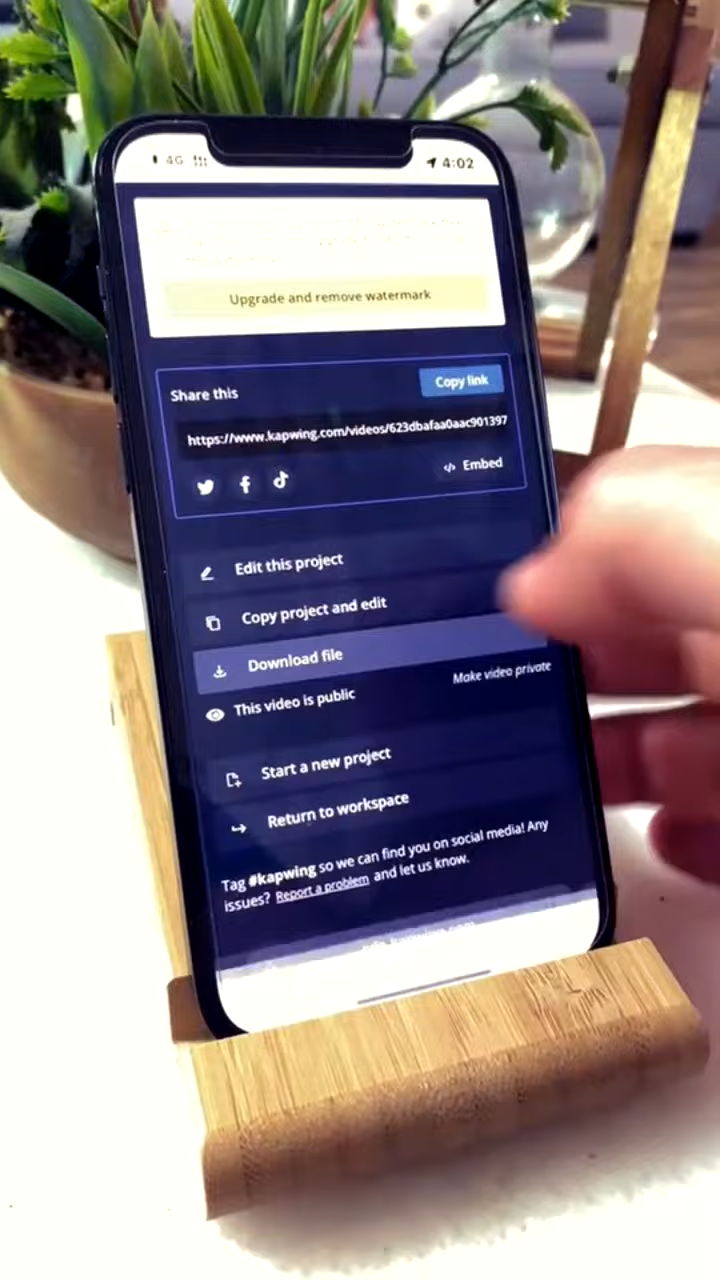 4G
4:02
Upgrade and remove watermark
Share this
Copy link
https://www.kapwing.com/videos/623dbafaa0aac901397
</> Embed
Edit this project
Copy project and edit
Download file
This video is public
Make video private
Start a new project
Return to workspace
Tag #kapwing so we can find you on social media! Any
issues? Report a problem and let us know.